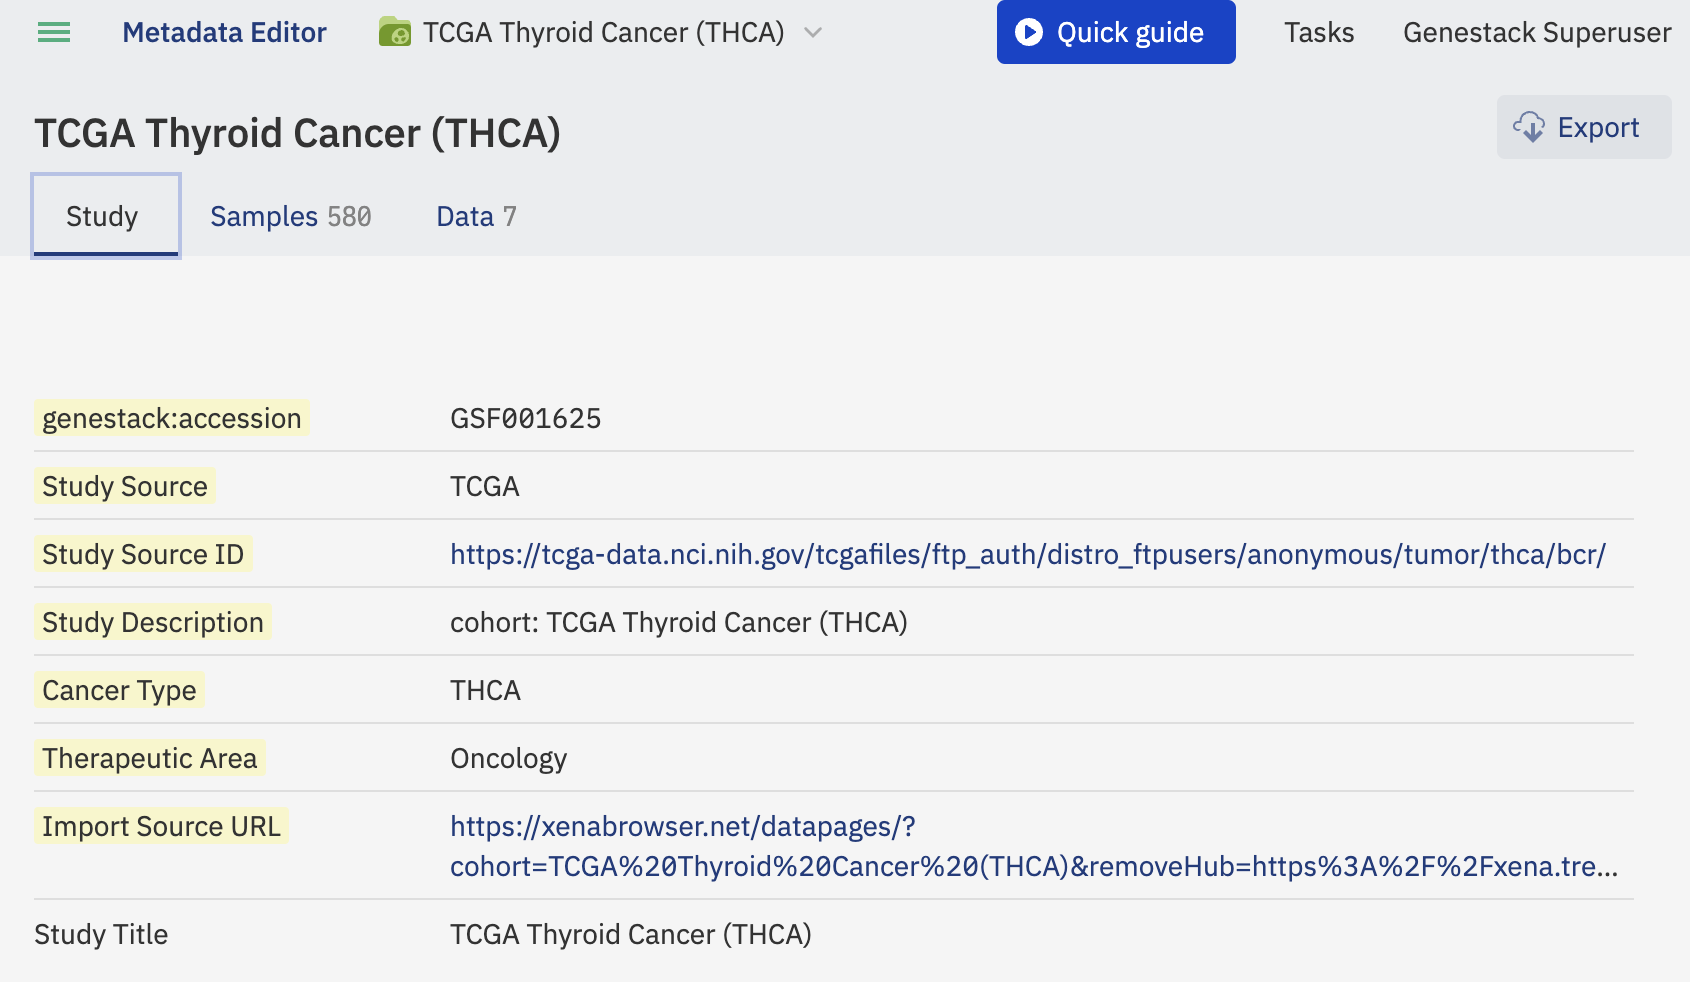 Metadata Editor TCGA Thyroid Cancer (THCA) Quick guide Tasks Genestack Superuser
TCGA Thyroid Cancer (THCA) Export
Study Samples 580 Data 7
genestack:accession GSF001625
Study Source TCGA
Study Source ID https://tcga-data.nci.nih.gov/tcgafiles/ftp_auth/distro_ftpusers/anonymous/tumor/thca/bcr/
Study Description cohort: TCGA Thyroid Cancer (THCA)
Cancer Type THCA
Therapeutic Area Oncology
Import Source URL https://xenabrowser.net/datapages/?
cohort=TCGA%20Thyroid%20Cancer%20(THCA)&removeHub=https%3A%2F%2Fxena.tre...
Study Title TCGA Thyroid Cancer (THCA)